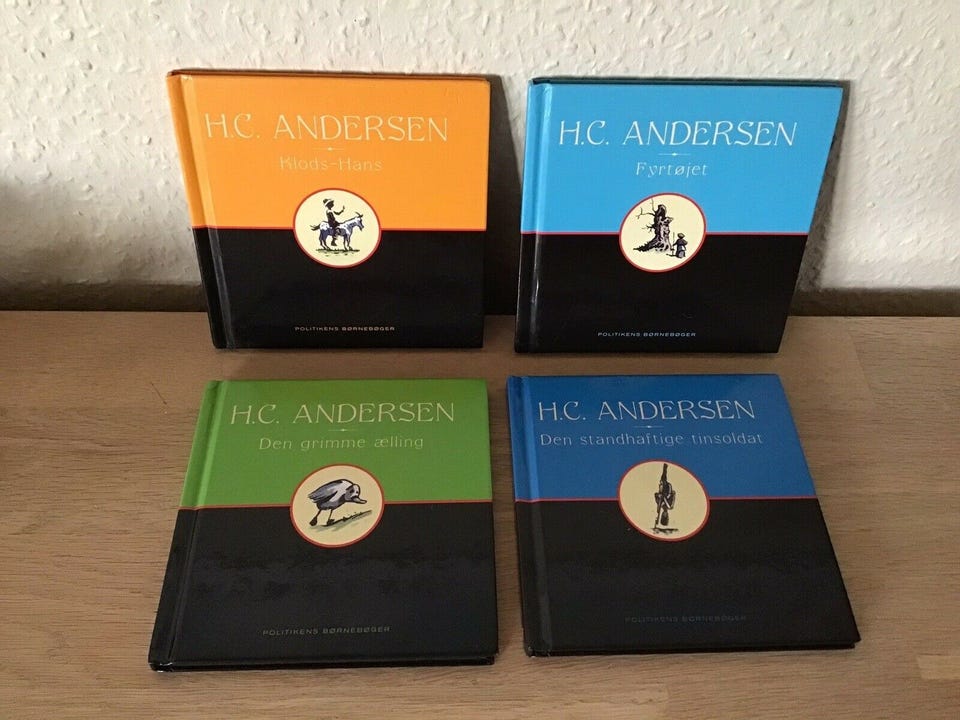 H.C. ANDERSEN
Klods-Hans
POLITIKENS BØRNEBØGER
H.C. ANDERSEN
Fyrtøjet
POLITIKENS BØRNEBØGER
H.C. ANDERSEN
Den grimme ælling
POLITIKENS BØRNEBØGER
H.C. ANDERSEN
Den standhaftige tinsoldat
POLITIKENS BØRNEBØGER